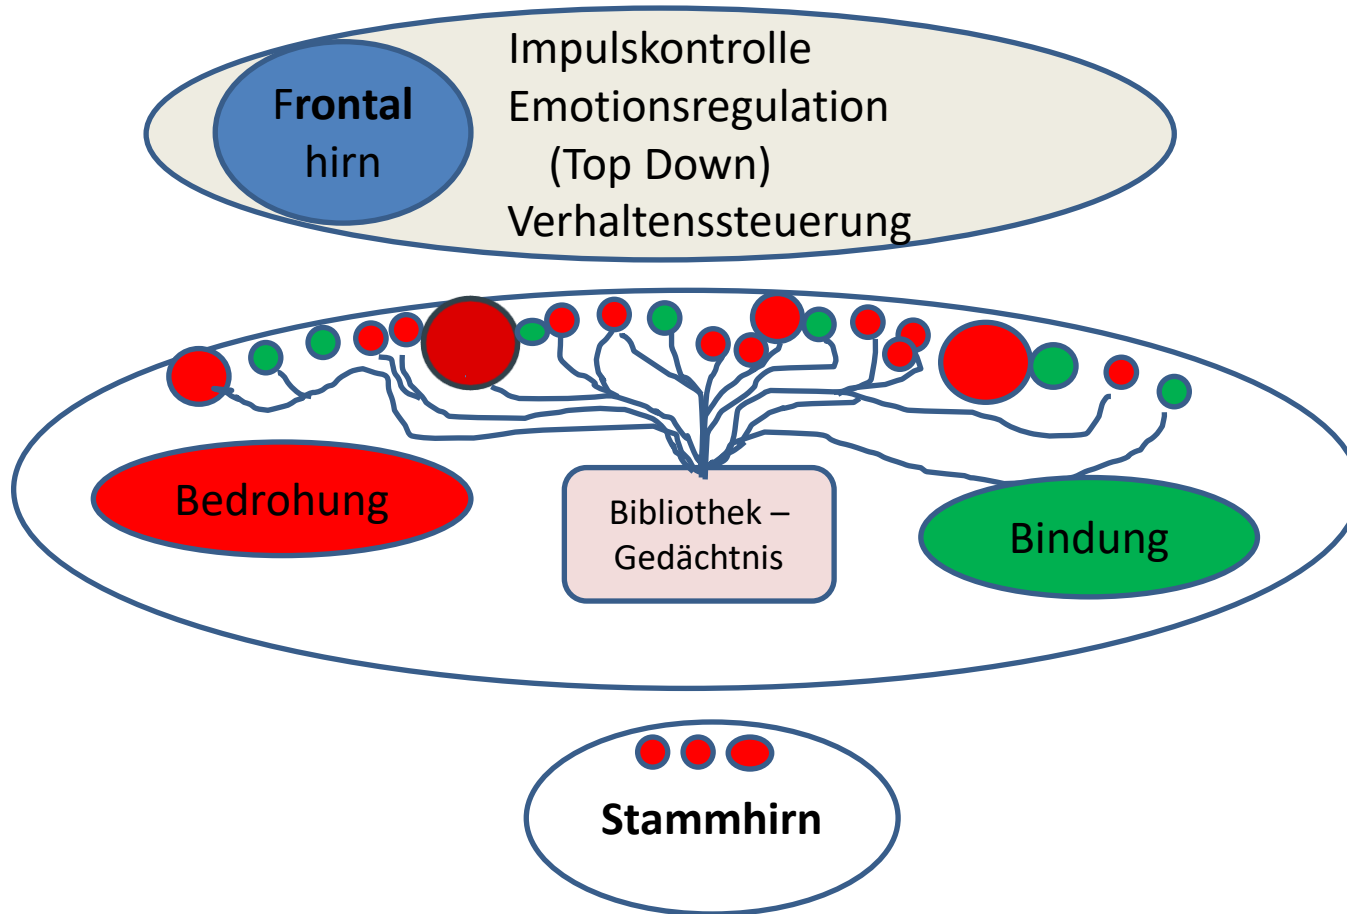 Frontal
hirn
Impulskontrolle
Emotionsregulation
(Top Down)
Verhaltenssteuerung
Bedrohung
Bibliothek –
Gedächtnis
Bindung
Stammhirn